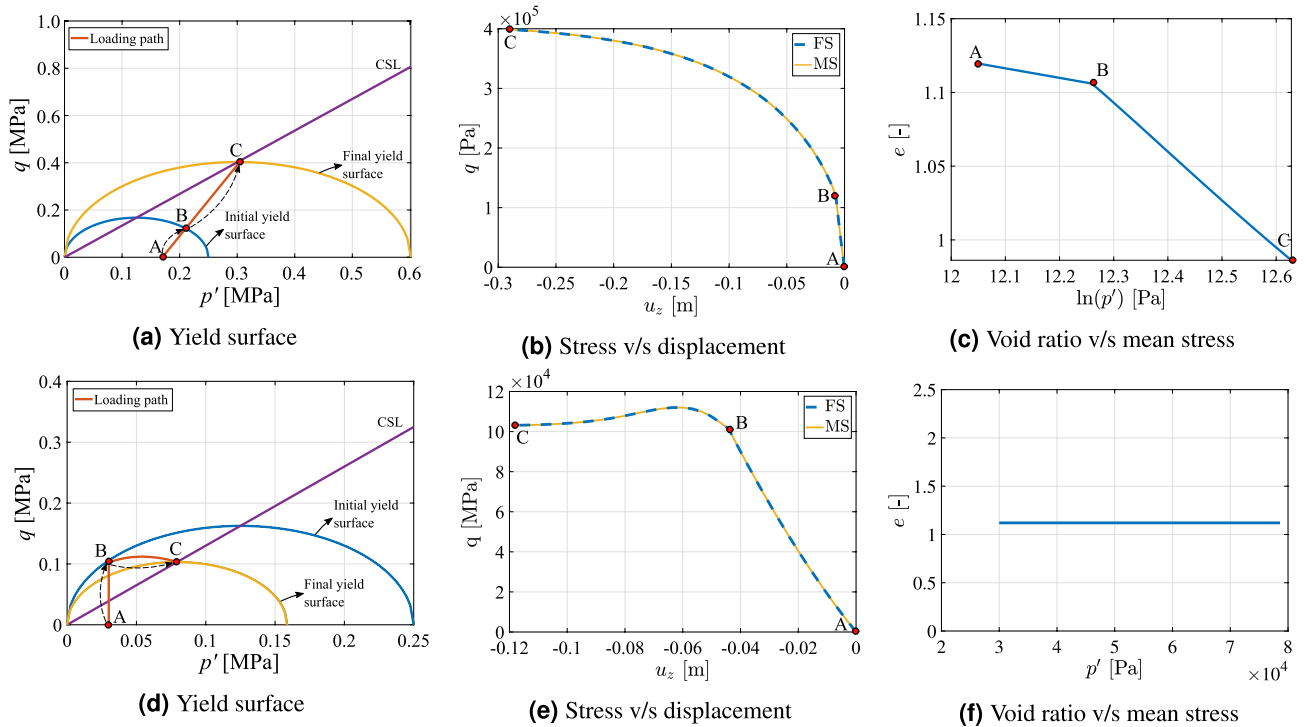 1.0
0.8
0.6
0.4
0.2
0
q [MPa]
Loading path
CSL
C
Final yield
surface
B
Initial yield
surface
A
0 0.1 0.2 0.3 0.4 0.5 0.6
p′ [MPa]
(a) Yield surface
×10⁵
4
3
2
1
0
q [Pa]
C
FS
MS
B
A
-0.3 -0.25 -0.2 -0.15 -0.1 -0.05 0
u_z [m]
(b) Stress v/s displacement
1.15
1.1
1.05
1
e [-]
A
B
C
12 12.1 12.2 12.3 12.4 12.5 12.6
ln(p′) [Pa]
(c) Void ratio v/s mean stress
0.4
0.3
0.2
0.1
0
q [MPa]
Loading path
CSL
Initial yield
surface
B
C
Final yield
surface
A
0 0.05 0.1 0.15 0.2 0.25
p′ [MPa]
(d) Yield surface
×10⁴
12
10
8
6
4
2
0
q [MPa]
FS
MS
C
B
A
-0.12 -0.1 -0.08 -0.06 -0.04 -0.02 0
u_z [m]
(e) Stress v/s displacement
2.5
2
1.5
1
0.5
0
e [-]
2 3 4 5 6 7 8
p′ [Pa]
×10⁴
(f) Void ratio v/s mean stress